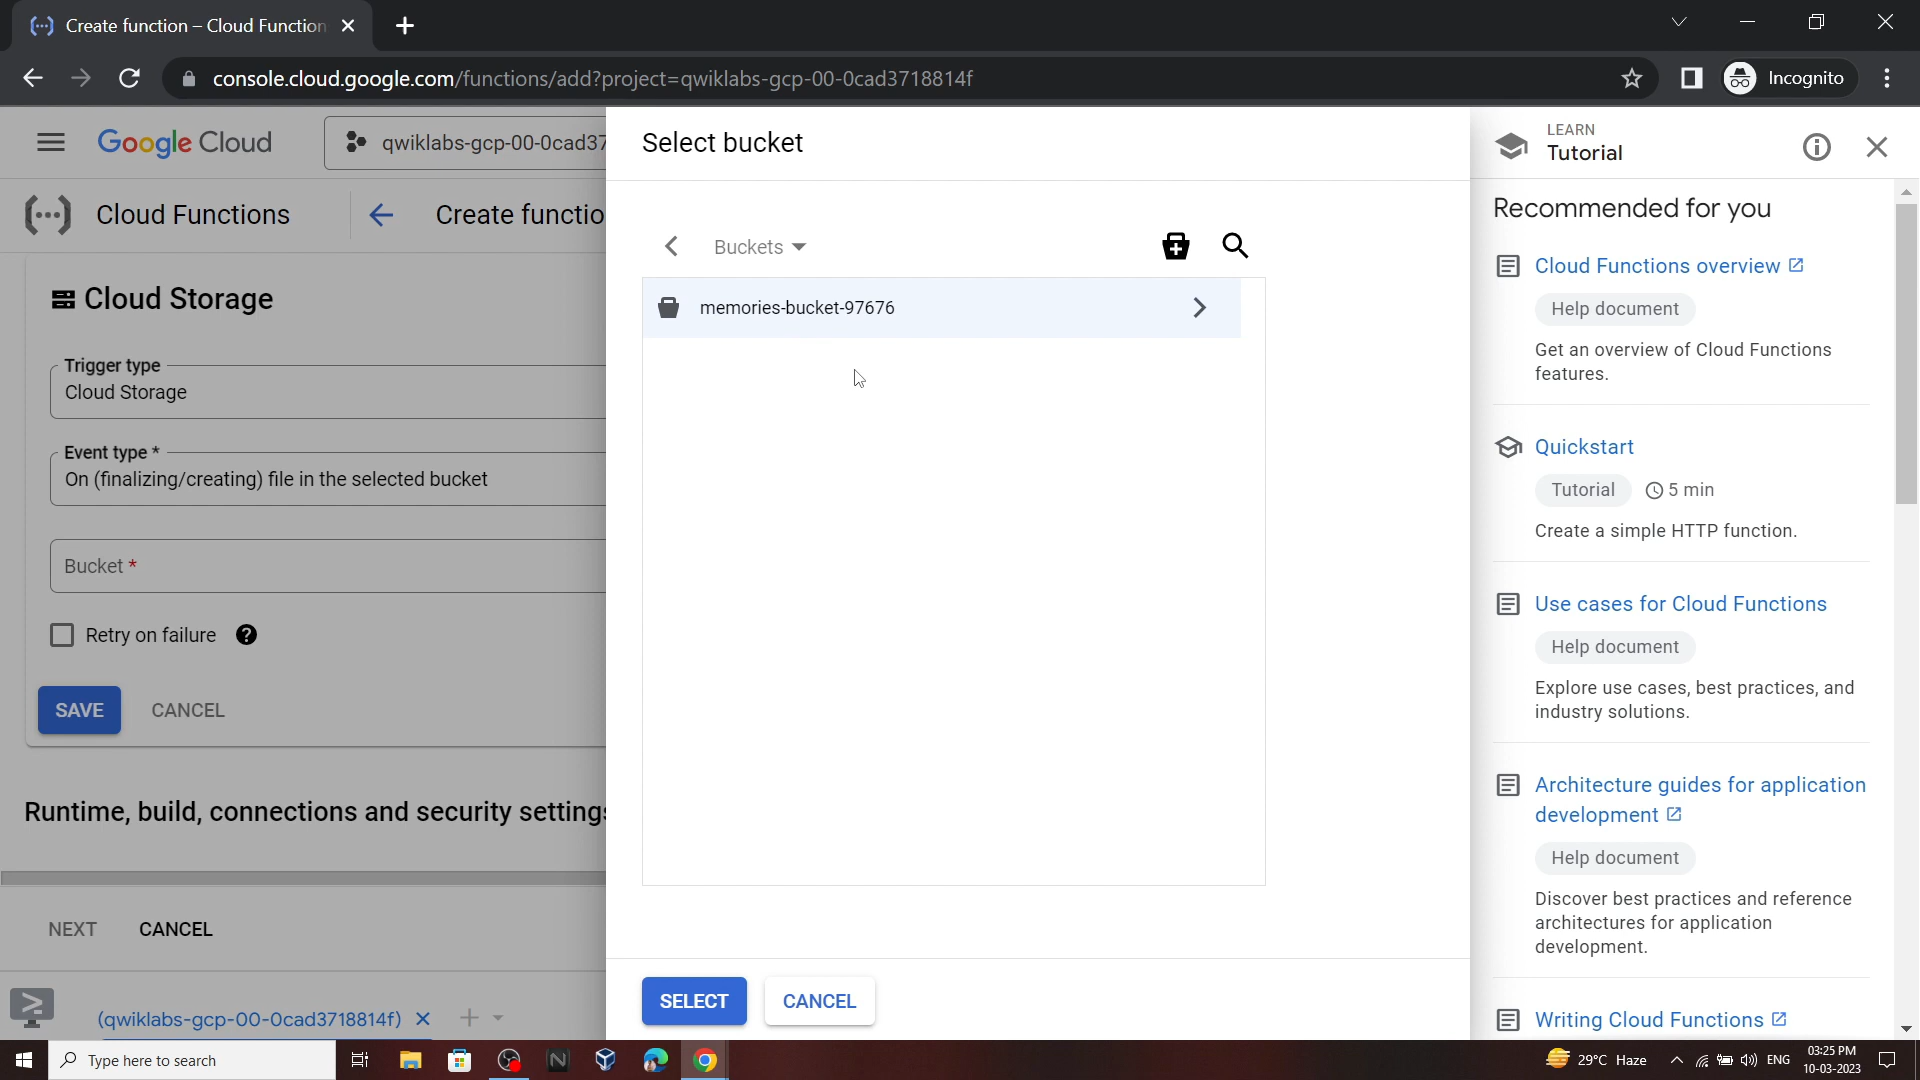 Create function – Cloud Function
console.cloud.google.com/functions/add?project=qwiklabs-gcp-00-0cad3718814f
Incognito
Google Cloud
qwiklabs-gcp-00-0cad37
Cloud Functions
Create functio
Cloud Storage
Trigger type
Cloud Storage
Event type *
On (finalizing/creating) file in the selected bucket
Bucket *
Retry on failure
SAVE
CANCEL
Runtime, build, connections and security settings
NEXT
CANCEL
(qwiklabs-gcp-00-0cad3718814f)
Select bucket
Buckets
memories-bucket-97676
SELECT
CANCEL
LEARN
Tutorial
Recommended for you
Cloud Functions overview
Help document
Get an overview of Cloud Functions
features.
Quickstart
Tutorial
5 min
Create a simple HTTP function.
Use cases for Cloud Functions
Help document
Explore use cases, best practices, and
industry solutions.
Architecture guides for application
development
Help document
Discover best practices and reference
architectures for application
development.
Writing Cloud Functions
Type here to search
29°C Haze
ENG
03:25 PM
10-03-2023